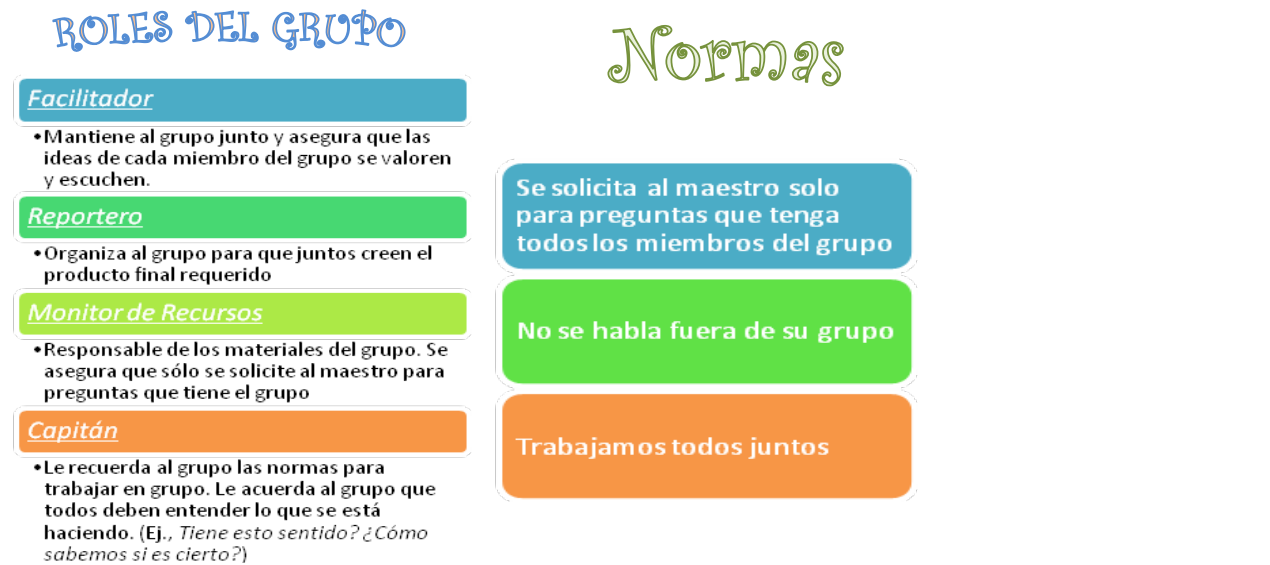 ROLES DEL GRUPO
Facilitador
•Mantiene al grupo junto y asegura que las
ideas de cada miembro del grupo se valoren
y escuchen.
Reportero
•Organiza al grupo para que juntos creen el
producto final requerido
Monitor de Recursos
•Responsable de los materiales del grupo. Se
asegura que sólo se solicite al maestro para
preguntas que tiene el grupo
Capitán
•Le recuerda al grupo las normas para
trabajar en grupo. Le acuerda al grupo que
todos deben entender lo que se está
haciendo. (Ej., Tiene esto sentido? ¿Cómo
sabemos si es cierto?)
Normas
Se solicita al maestro solo
para preguntas que tenga
todos los miembros del grupo
No se habla fuera de su grupo
Trabajamos todos juntos